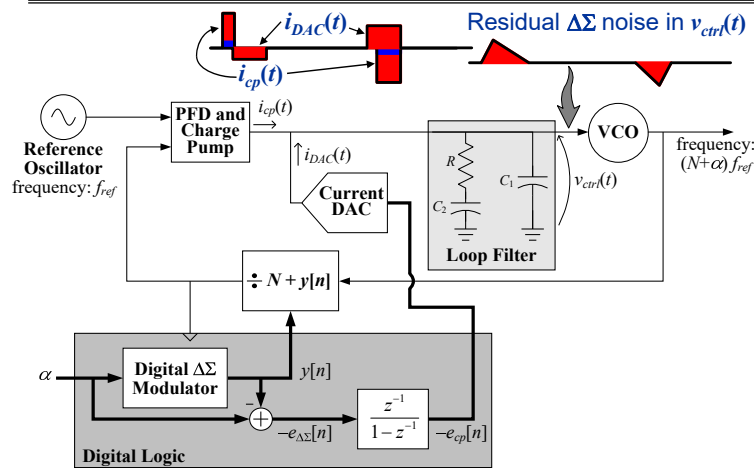 i_DAC(t)
i_cp(t)
Residual ΔΣ noise in v_ctrl(t)
Reference
Oscillator
frequency: f_ref
PFD and
Charge
Pump
i_cp(t)
i_DAC(t)
Current
DAC
R
C_2
C_1
Loop Filter
v_ctrl(t)
VCO
frequency:
(N+α) f_ref
÷ N + y[n]
α
Digital ΔΣ
Modulator
y[n]
-
+
−e_ΔΣ[n]
z^{-1}
1 − z^{-1}
−e_cp[n]
Digital Logic